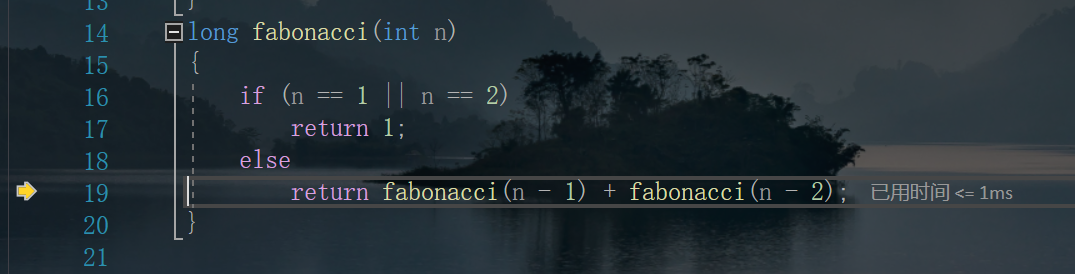 13 }
14 long fabonacci(int n)
15 {
16 if (n == 1 || n == 2)
17 return 1;
18 else
19 return fabonacci(n - 1) + fabonacci(n - 2); 已用时间 <= 1ms
20 }
21